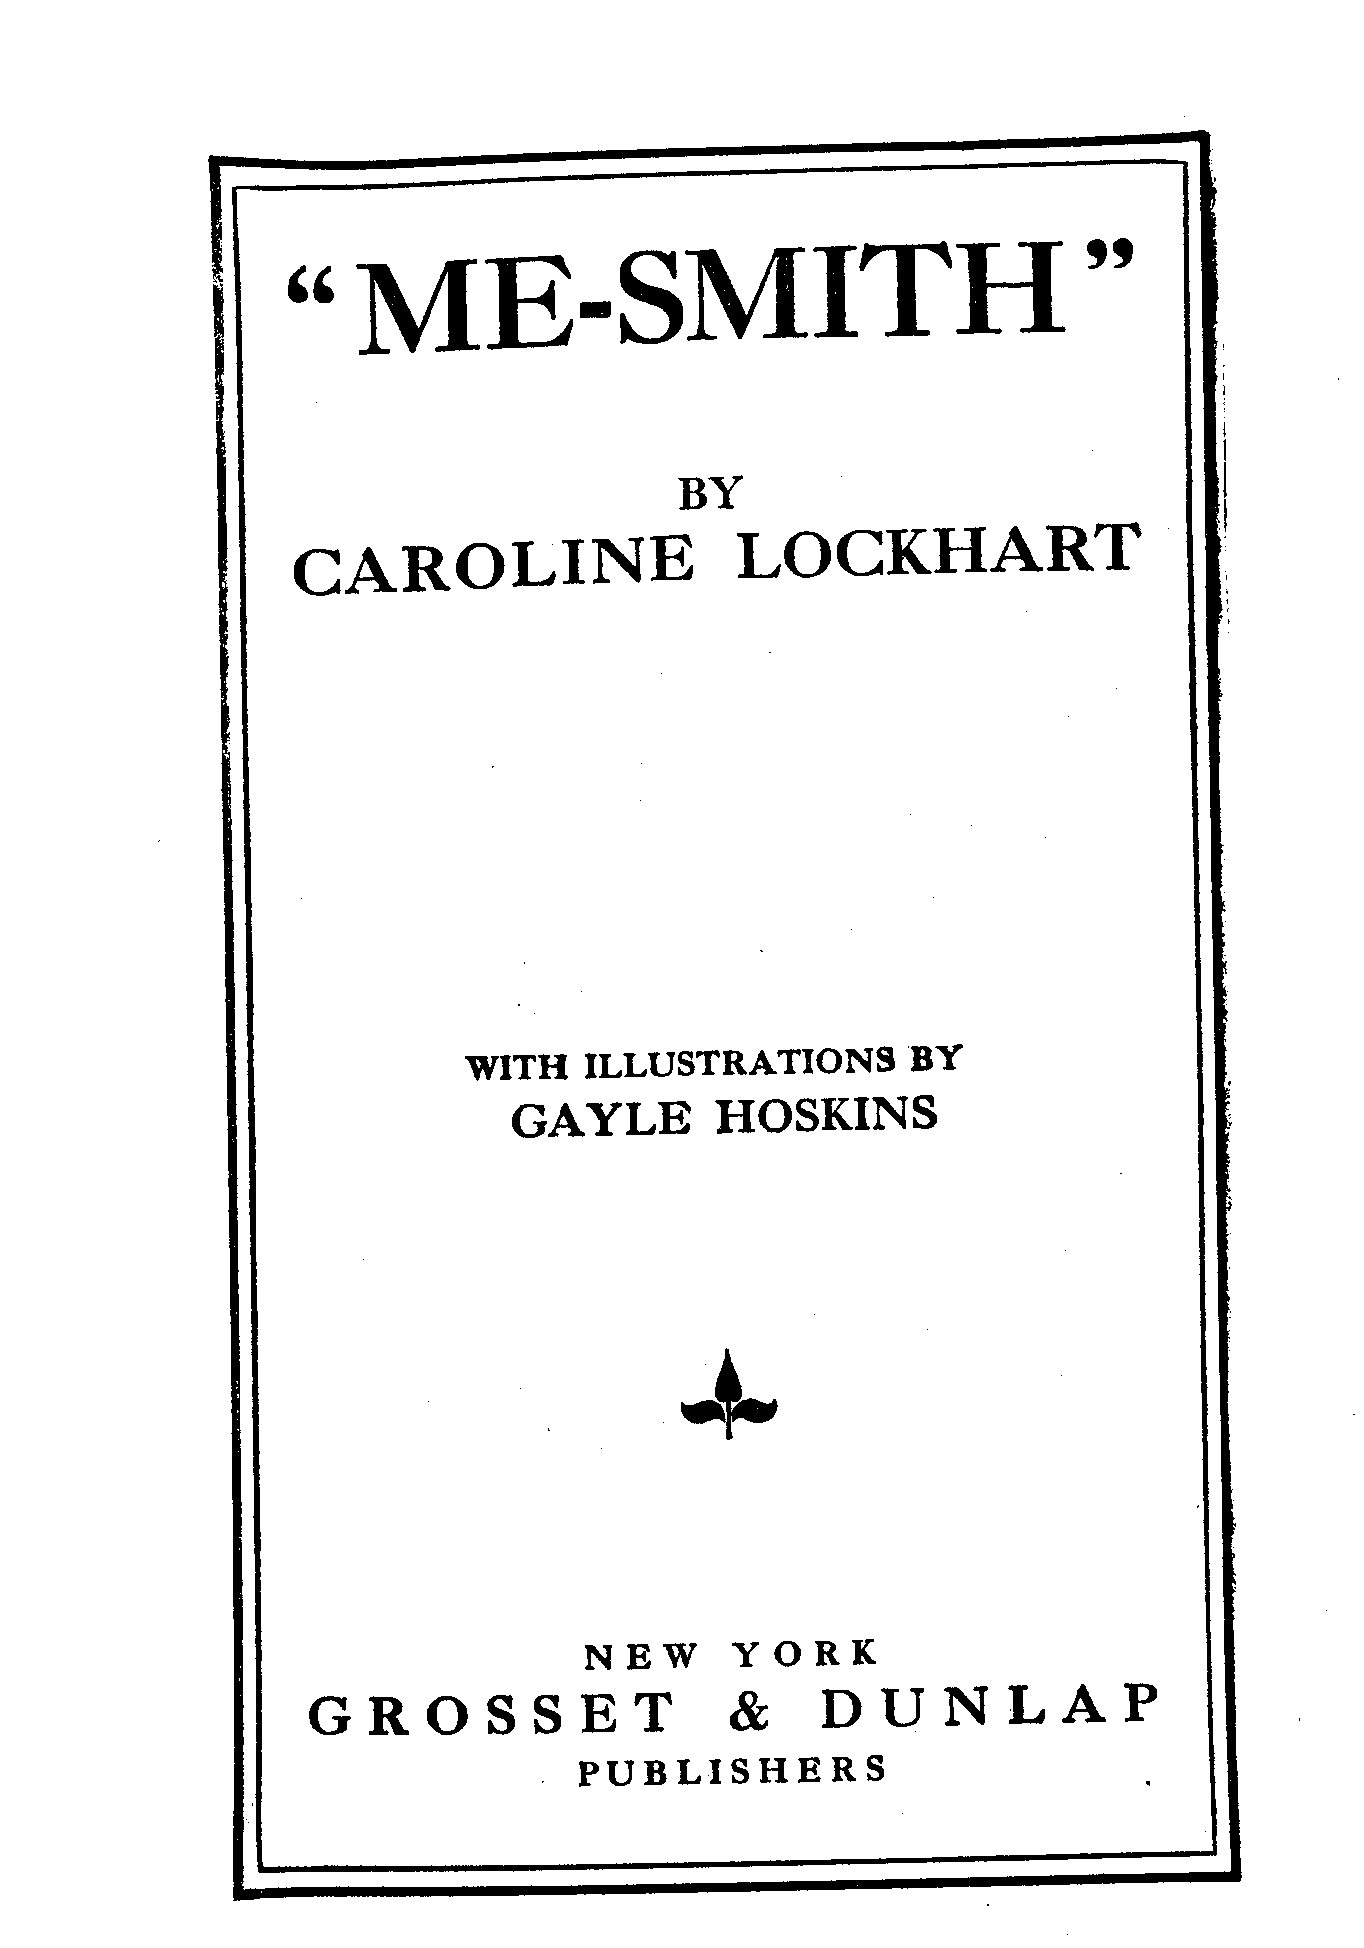 “ME-SMITH”
BY
CAROLINE LOCKHART
WITH ILLUSTRATIONS BY
GAYLE HOSKINS
NEW YORK
GROSSET & DUNLAP
PUBLISHERS